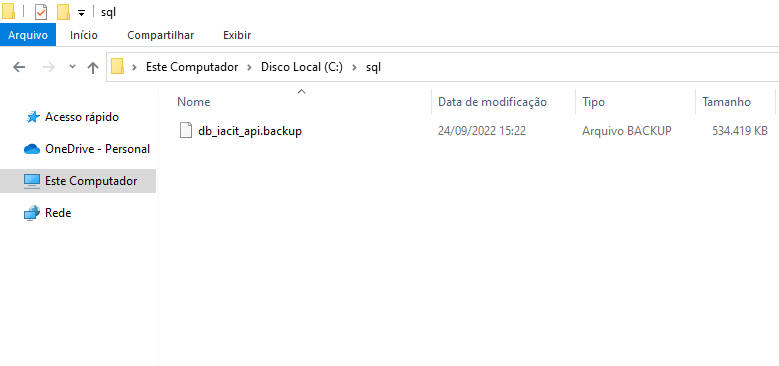 sql
Arquivo Início Compartilhar Exibir
Este Computador Disco Local (C:) sql
Nome Data de modificação Tipo Tamanho
Acesso rápido
db_iacit_api.backup 24/09/2022 15:22 Arquivo BACKUP 534.419 KB
OneDrive - Personal
Este Computador
Rede